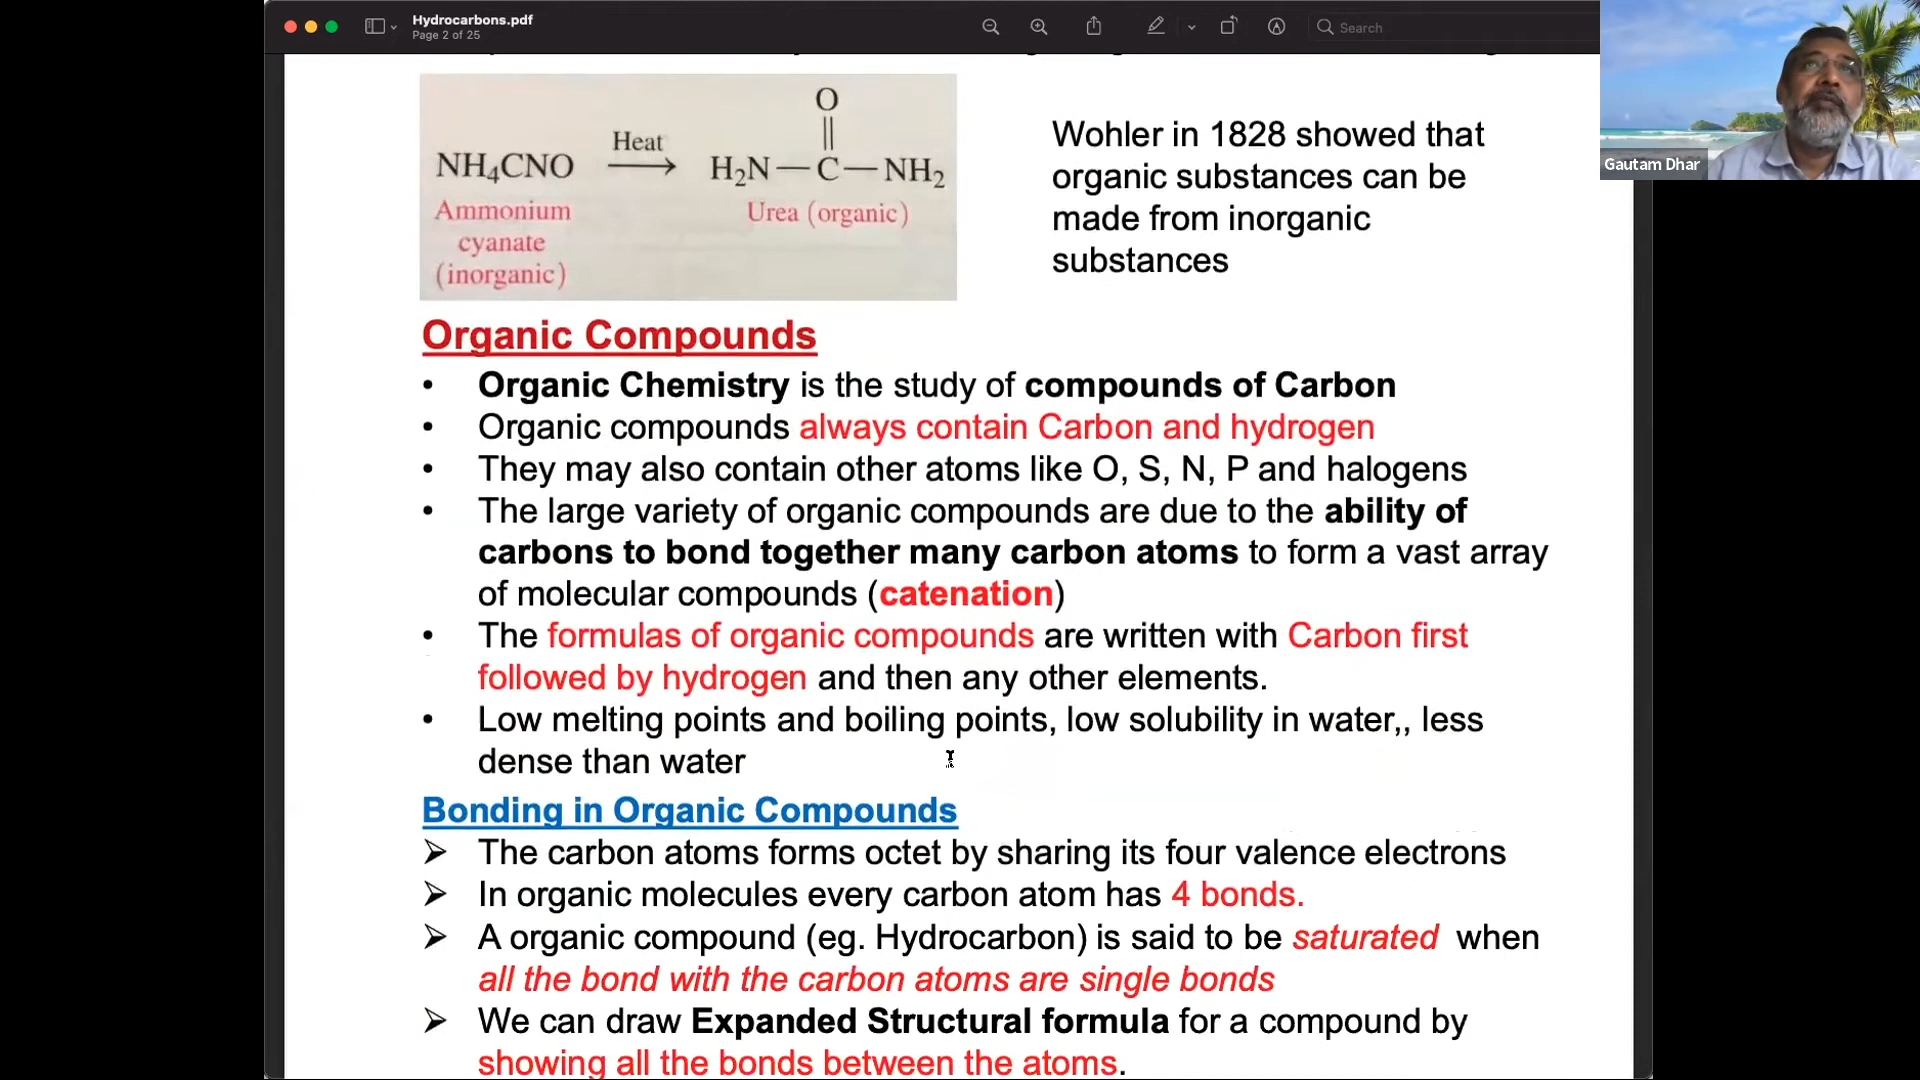 Hydrocarbons.pdf
Page 2 of 25
Search
Gautam Dhar
O
NH₄CNO Heat H₂N—C—NH₂
Ammonium
cyanate
(inorganic)
Urea (organic)
Wohler in 1828 showed that
organic substances can be
made from inorganic
substances
Organic Compounds
• Organic Chemistry is the study of compounds of Carbon
• Organic compounds always contain Carbon and hydrogen
• They may also contain other atoms like O, S, N, P and halogens
• The large variety of organic compounds are due to the ability of
carbons to bond together many carbon atoms to form a vast array
of molecular compounds (catenation)
• The formulas of organic compounds are written with Carbon first
followed by hydrogen and then any other elements.
• Low melting points and boiling points, low solubility in water,, less
dense than water
Bonding in Organic Compounds
➢ The carbon atoms forms octet by sharing its four valence electrons
➢ In organic molecules every carbon atom has 4 bonds.
➢ A organic compound (eg. Hydrocarbon) is said to be saturated when
all the bond with the carbon atoms are single bonds
➢ We can draw Expanded Structural formula for a compound by
showing all the bonds between the atoms.